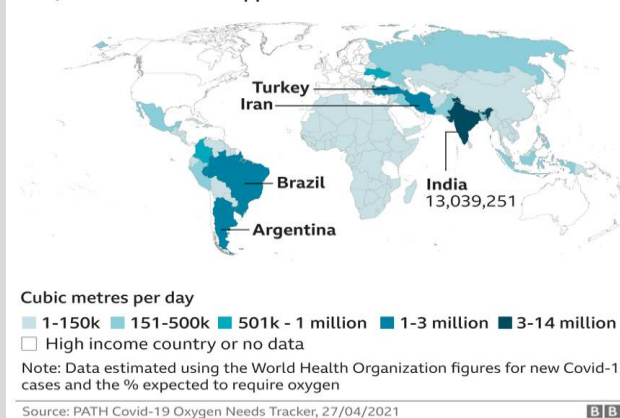 Turkey
Iran
Brazil
India
13,039,251
Argentina
Cubic metres per day
1-150k 151-500k 501k - 1 million 1-3 million 3-14 million
High income country or no data
Note: Data estimated using the World Health Organization figures for new Covid-1
cases and the % expected to require oxygen
Source: PATH Covid-19 Oxygen Needs Tracker, 27/04/2021
BB